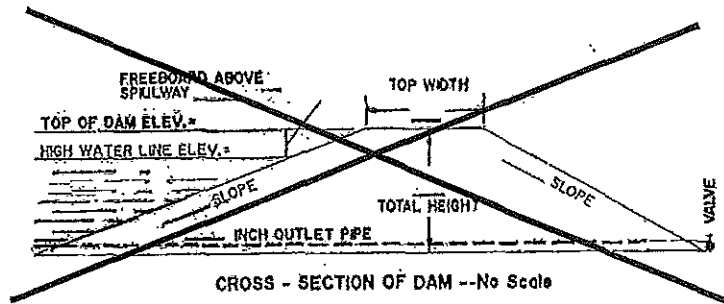 FREEBOARD ABOVE
SPILLWAY
TOP WIDTH
TOP OF DAM ELEV.=
HIGH WATER LINE ELEV.=
SLOPE
TOTAL HEIGHT
SLOPE
VALVE
INCH OUTLET PIPE
CROSS - SECTION OF DAM --No Scale